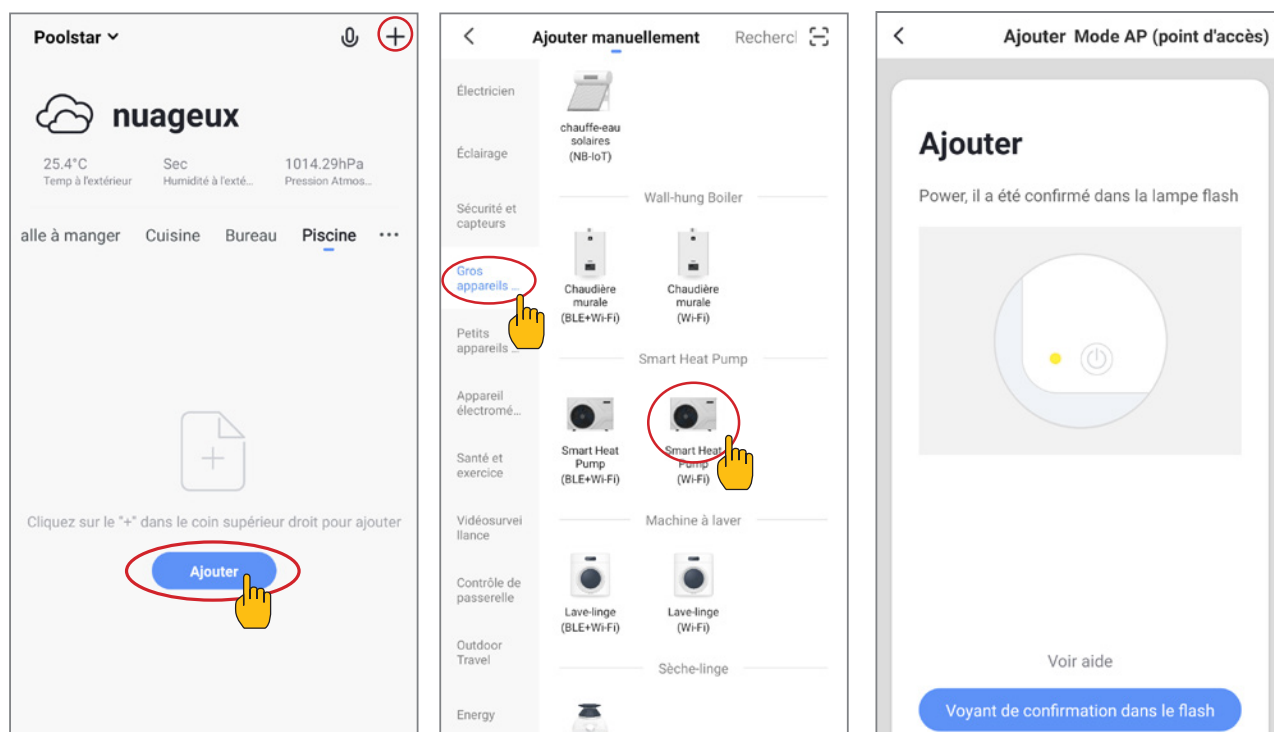 Poolstar
nuageux
25.4°C Sec 1014.29hPa
Temp à l'extérieur Humidité à l'exté... Pression Atmos...
alle à manger Cuisine Bureau Piscine ...
Cliquez sur le "+" dans le coin supérieur droit pour ajouter
Ajouter
Ajouter manuellement Recherc
Électricien
Éclairage
Sécurité et
capteurs
Gros
appareils ...
Petits
appareils ...
Appareil
électromé...
Santé et
exercice
Vidéosurvei
llance
Contrôle de
passerelle
Outdoor
Travel
Energy
chauffe-eau
solaires
(NB-IoT)
Wall-hung Boiler
Chaudière
murale
(BLE+Wi-Fi)
Chaudière
murale
(Wi-Fi)
Smart Heat Pump
Smart Heat
Pump
(BLE+Wi-Fi)
Smart Heat
Pump
(Wi-Fi)
Machine à laver
Lave-linge
(BLE+Wi-Fi)
Lave-linge
(Wi-Fi)
Sèche-linge
Ajouter Mode AP (point d'accès)
Ajouter
Power, il a été confirmé dans la lampe flash
Voir aide
Voyant de confirmation dans le flash